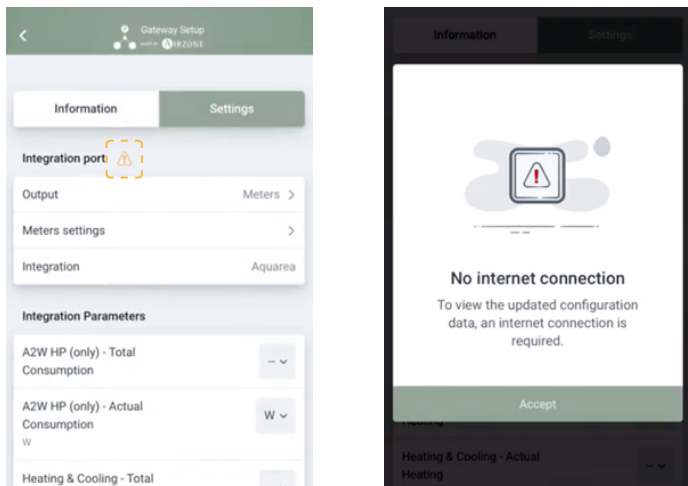 Gateway Setup
AIRZONE
Information
Settings
Integration port
Output
Meters
Meters settings
Integration
Aquarea
Integration Parameters
A2W HP (only) - Total
Consumption
--
A2W HP (only) - Actual
Consumption
W
W
Heating & Cooling - Total
Information
Settings
No internet connection
To view the updated configuration
data, an internet connection is
required.
Accept
Heating
Heating & Cooling - Actual
Heating
--